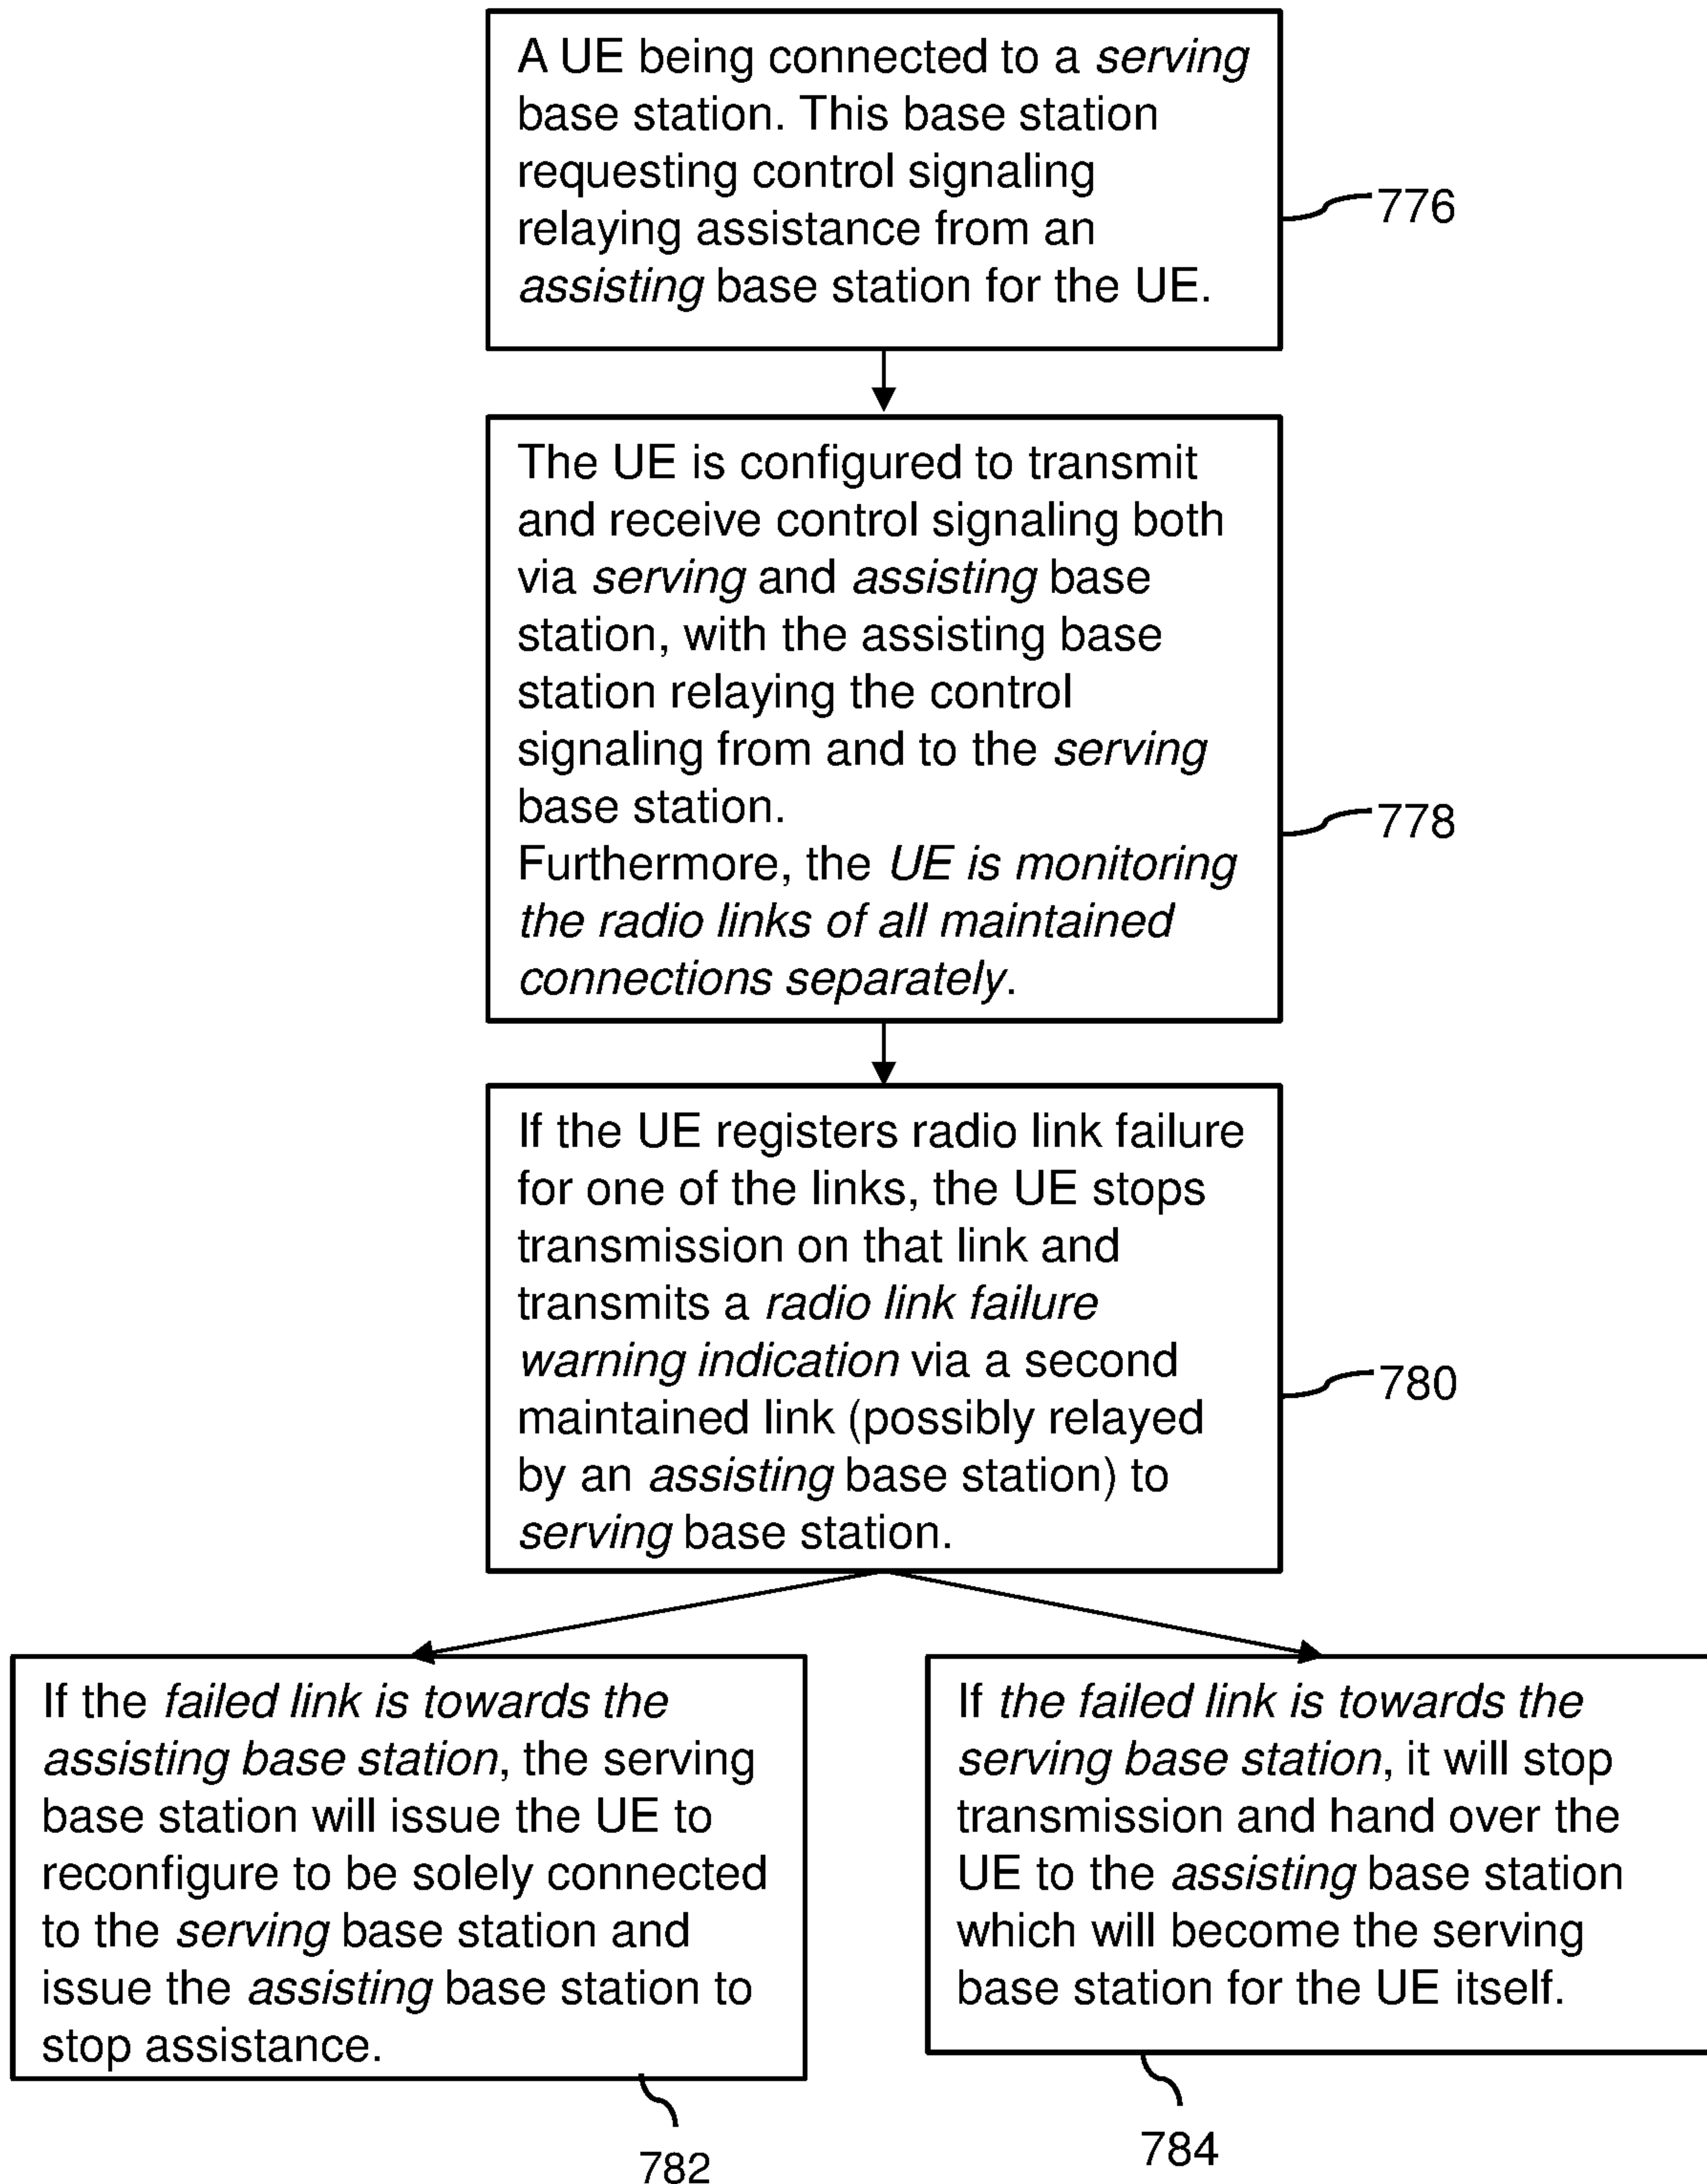 A UE being connected to a serving
base station. This base station
requesting control signaling
relaying assistance from an
assisting base station for the UE.
776
The UE is configured to transmit
and receive control signaling both
via serving and assisting base
station, with the assisting base
station relaying the control
signaling from and to the serving
base station.
Furthermore, the UE is monitoring
the radio links of all maintained
connections separately.
778
If the UE registers radio link failure
for one of the links, the UE stops
transmission on that link and
transmits a radio link failure
warning indication via a second
maintained link (possibly relayed
by an assisting base station) to
serving base station.
780
If the failed link is towards the
assisting base station, the serving
base station will issue the UE to
reconfigure to be solely connected
to the serving base station and
issue the assisting base station to
stop assistance.
782
If the failed link is towards the
serving base station, it will stop
transmission and hand over the
UE to the assisting base station
which will become the serving
base station for the UE itself.
784